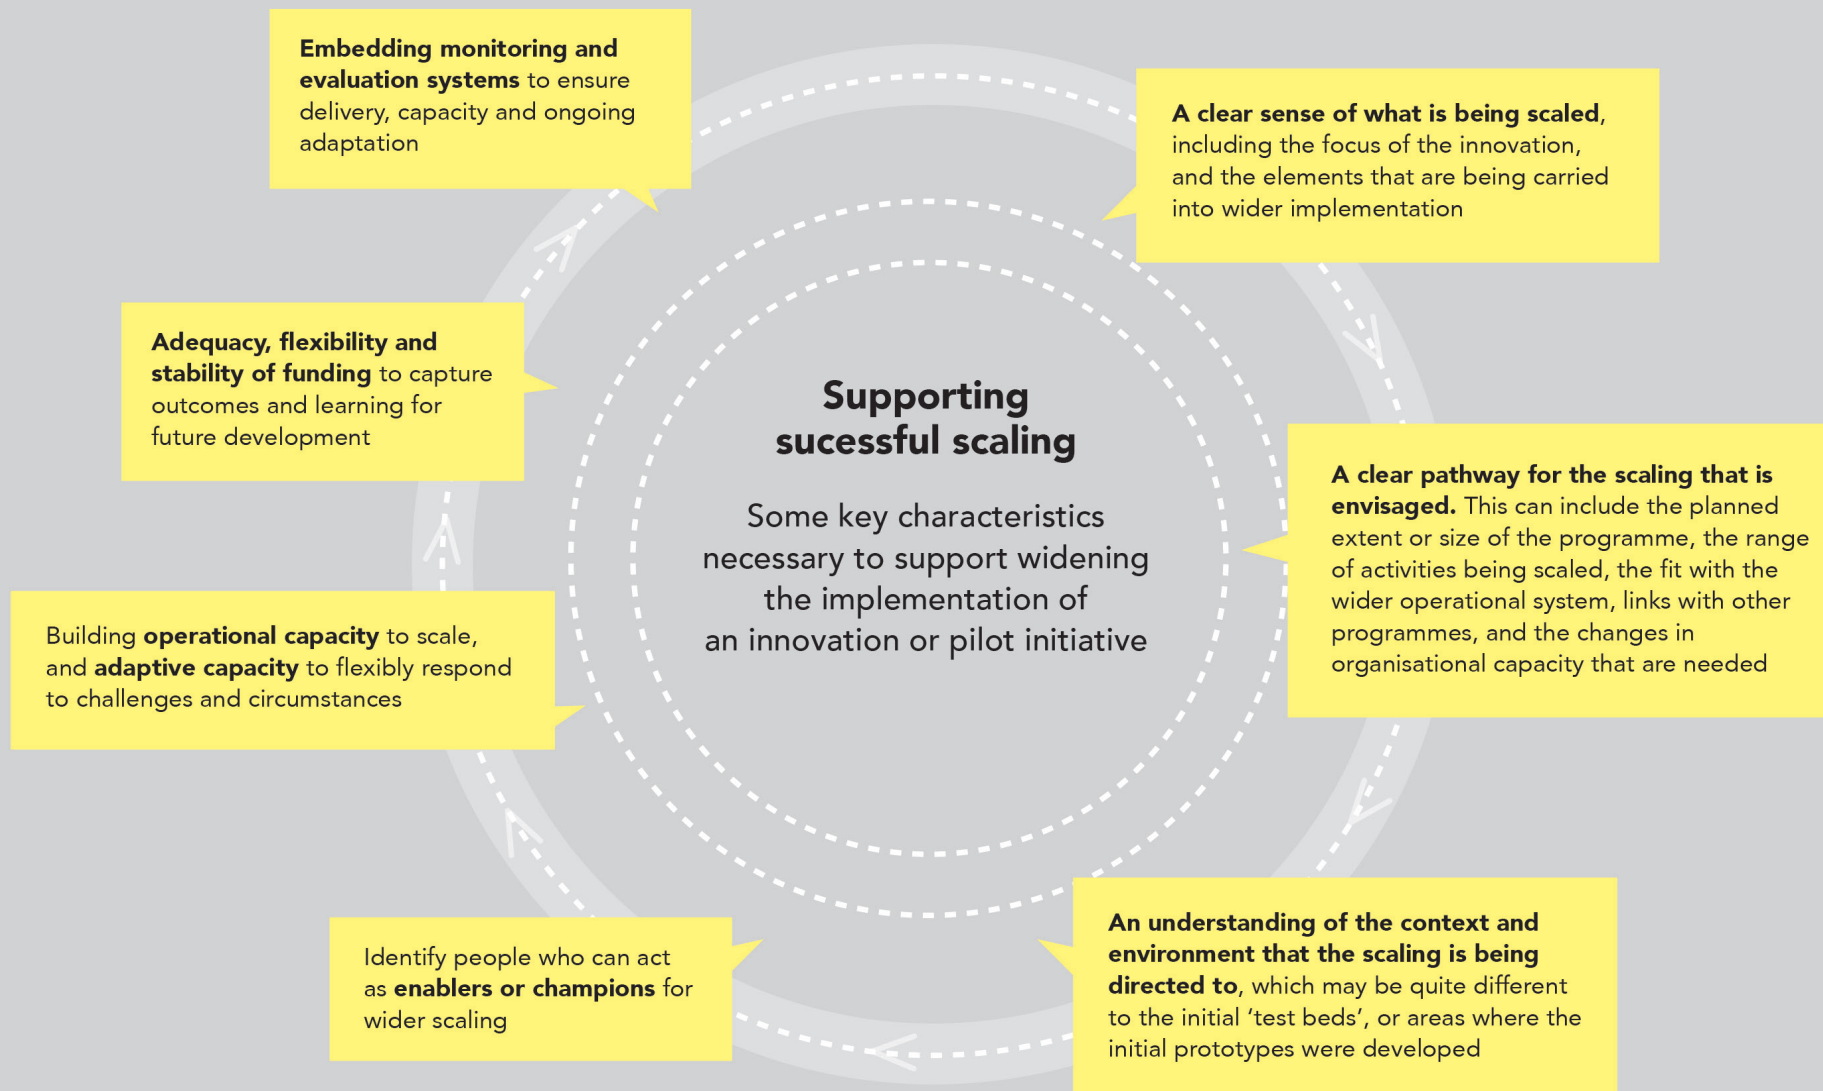 Supporting
sucessful scaling
Some key characteristics
necessary to support widening
the implementation of
an innovation or pilot initiative
A clear sense of what is being scaled,
including the focus of the innovation,
and the elements that are being carried
into wider implementation
A clear pathway for the scaling that is
envisaged. This can include the planned
extent or size of the programme, the range
of activities being scaled, the fit with the
wider operational system, links with other
programmes, and the changes in
organisational capacity that are needed
An understanding of the context and
environment that the scaling is being
directed to, which may be quite different
to the initial ‘test beds’, or areas where the
initial prototypes were developed
Identify people who can act
as enablers or champions for
wider scaling
Building operational capacity to scale,
and adaptive capacity to flexibly respond
to challenges and circumstances
Adequacy, flexibility and
stability of funding to capture
outcomes and learning for
future development
Embedding monitoring and
evaluation systems to ensure
delivery, capacity and ongoing
adaptation